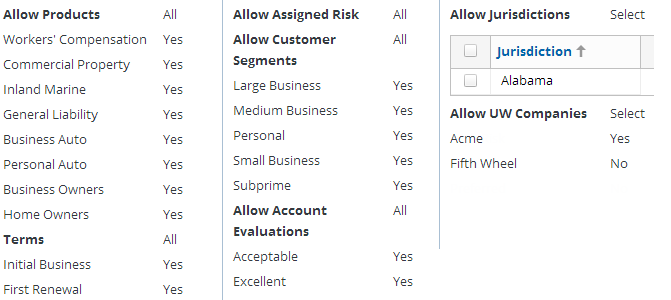 Allow Products All
Workers' Compensation Yes
Commercial Property Yes
Inland Marine Yes
General Liability Yes
Business Auto Yes
Personal Auto Yes
Business Owners Yes
Home Owners Yes
Terms All
Initial Business Yes
First Renewal Yes
Allow Assigned Risk All
Allow Customer All
Segments
Large Business Yes
Medium Business Yes
Personal Yes
Small Business Yes
Subprime Yes
Allow Account All
Evaluations
Acceptable Yes
Excellent Yes
Allow Jurisdictions Select
Jurisdiction ↑
Alabama
Allow UW Companies Select
Acme Yes
Fifth Wheel No